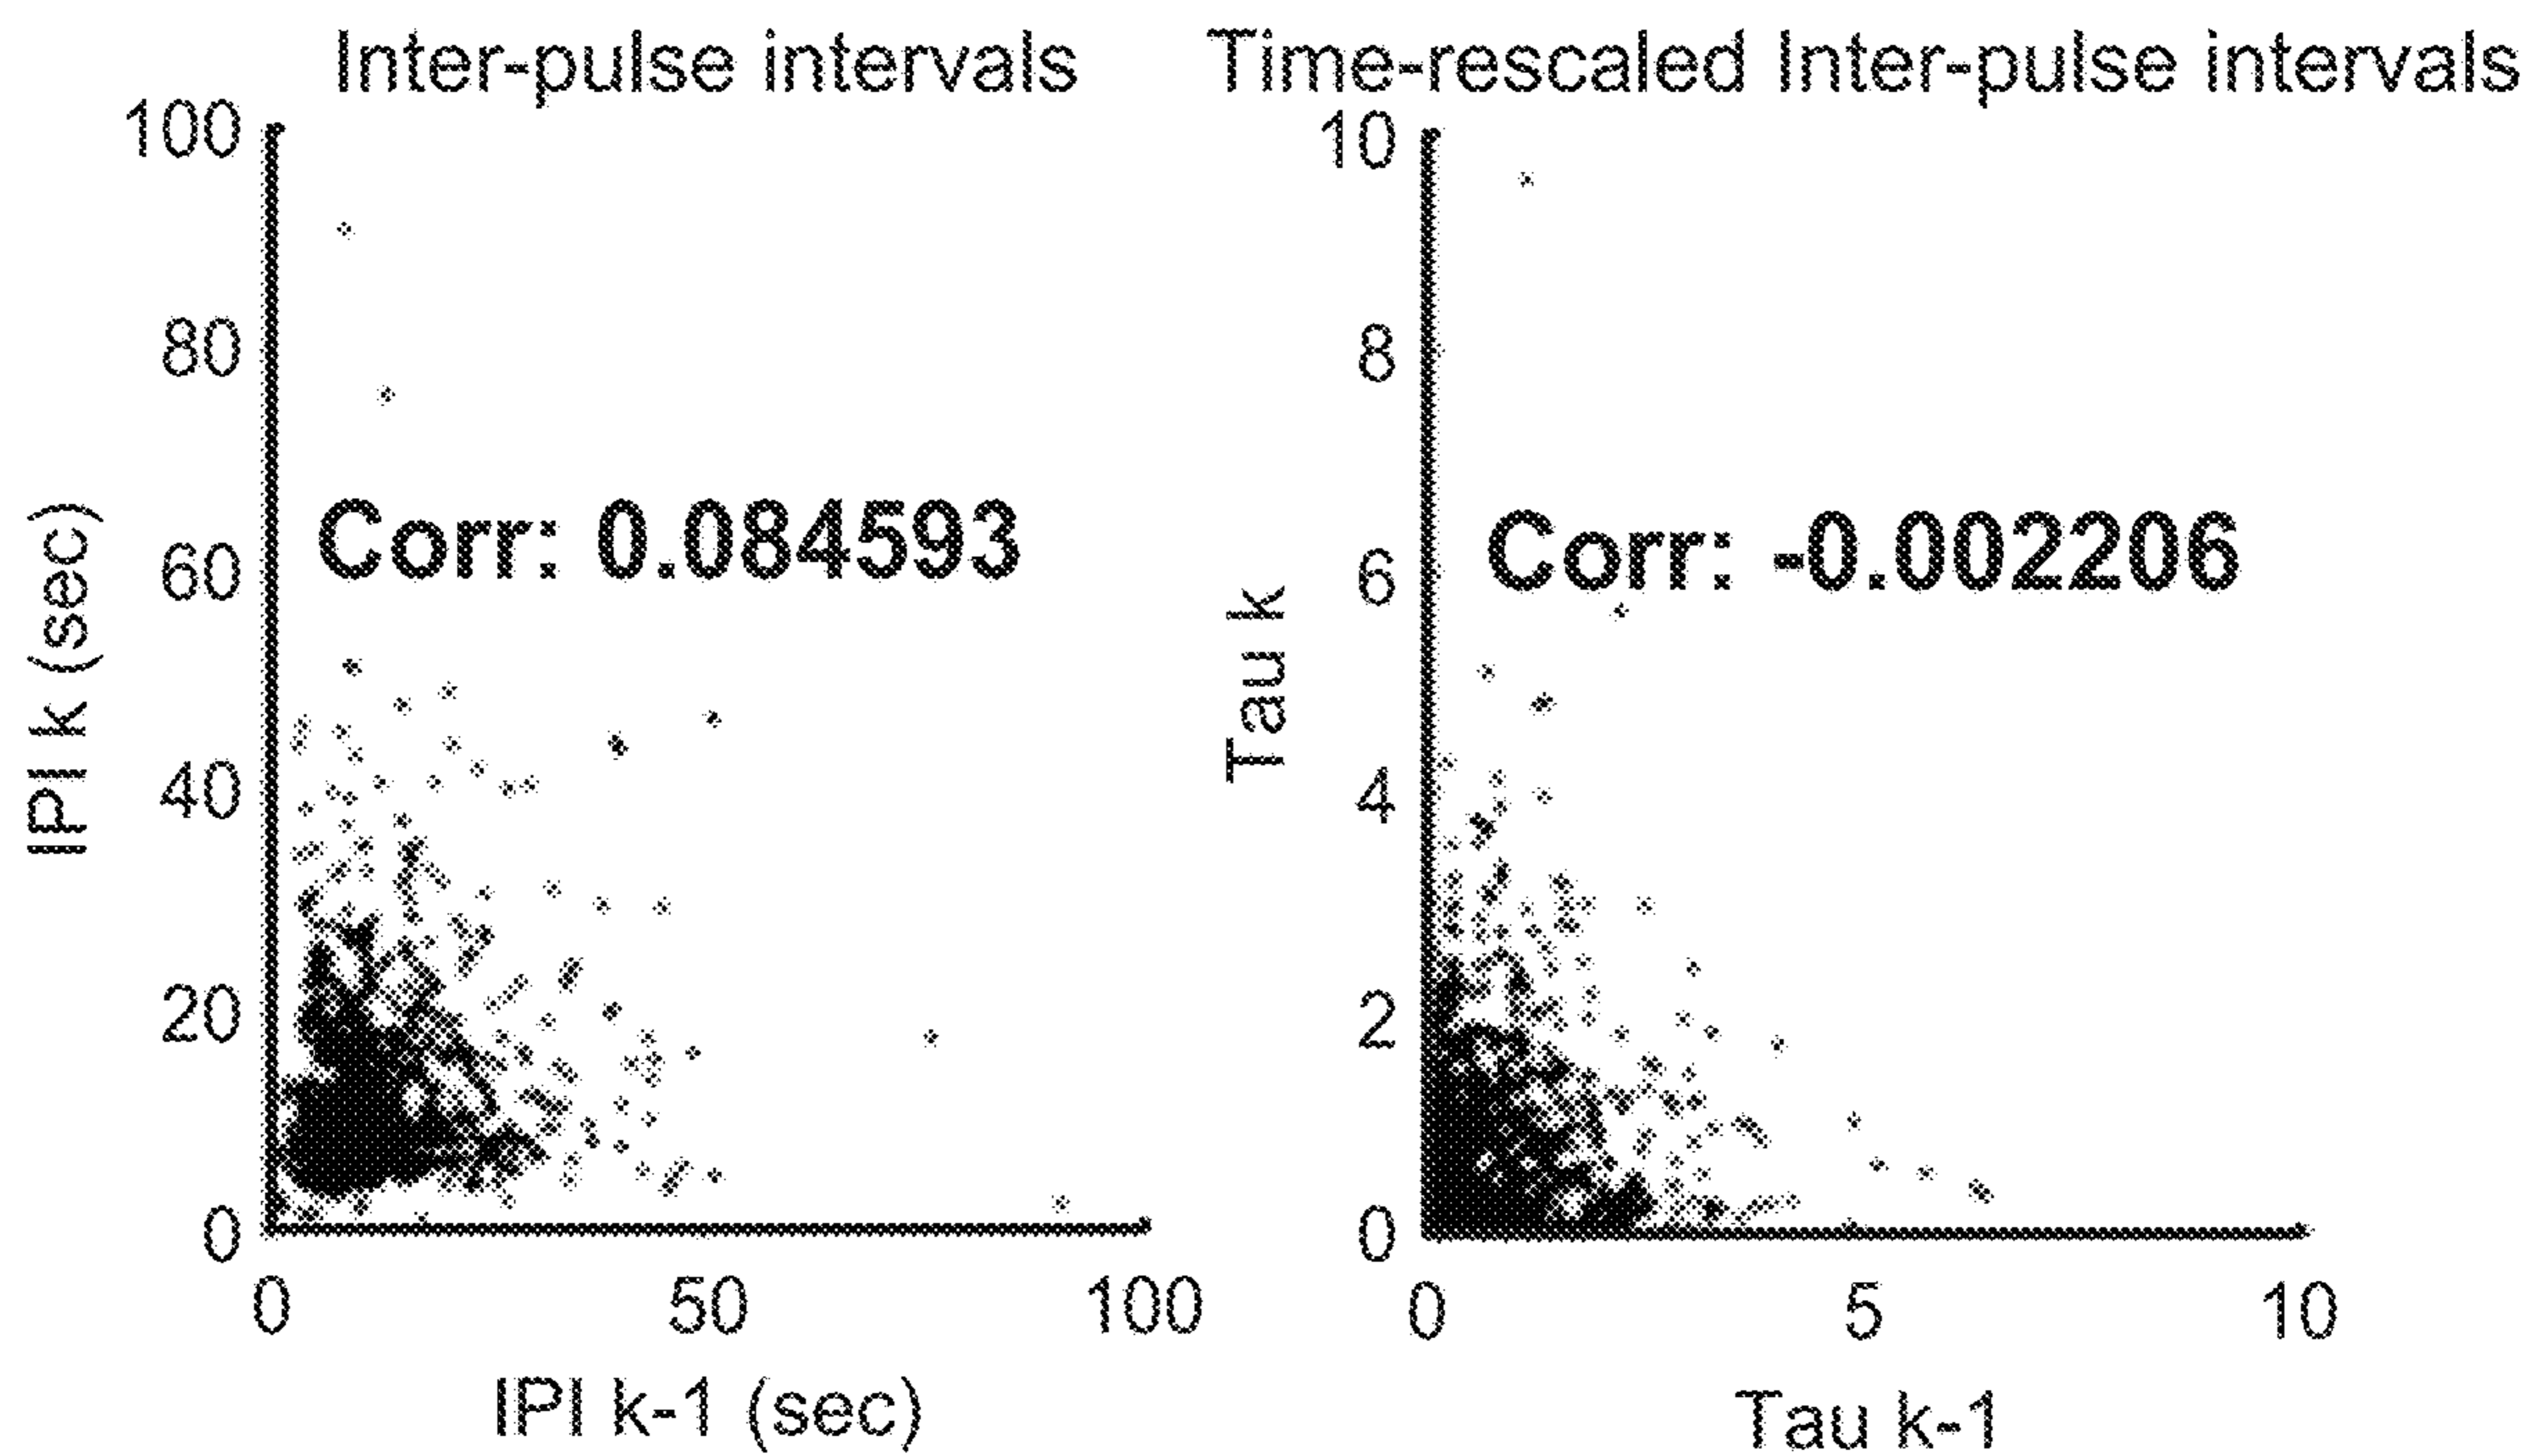 Inter-pulse intervals
100
80
60
40
20
0
IPI k (sec)
Corr: 0.084593
0 50 100
IPI k-1 (sec)
Time-rescaled Inter-pulse intervals
10
8
6
4
2
0
Tau k
Corr: -0.002206
0 5 10
Tau k-1